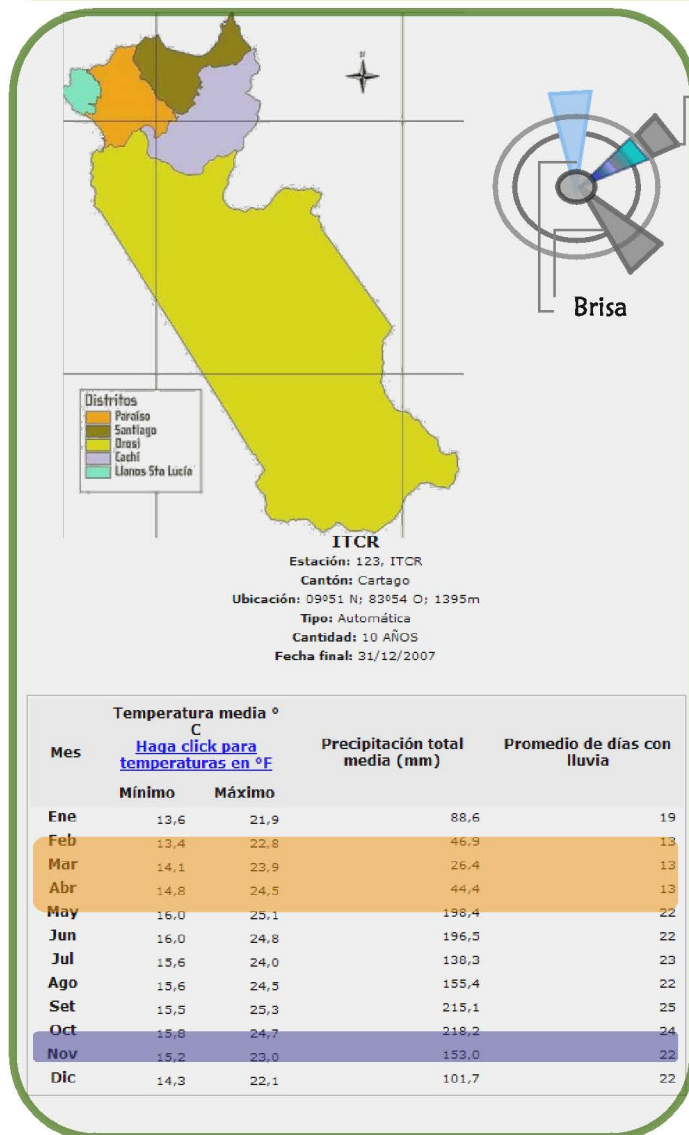 Brisa
Distritos
Paraíso
Santiago
Orosi
Cachí
Llanos Sta Lucía
ITCR
Estación: 123, ITCR
Cantón: Cartago
Ubicación: 09º51 N; 83º54 O; 1395m
Tipo: Automática
Cantidad: 10 AÑOS
Fecha final: 31/12/2007
Mes Temperatura media º C Haga click para temperaturas en ºF Precipitación total media (mm) Promedio de días con lluvia
Mínimo Máximo
Ene 13,6 21,9 88,6 19
Feb 13,4 22,8 46,9 13
Mar 14,1 23,9 26,4 13
Abr 14,8 24,5 44,4 13
May 16,0 25,1 198,4 22
Jun 16,0 24,8 196,5 22
Jul 15,6 24,0 138,3 23
Ago 15,6 24,5 155,4 22
Set 15,5 25,3 215,1 25
Oct 15,8 24,7 218,2 24
Nov 15,2 23,0 153,0 22
Dic 14,3 22,1 101,7 22